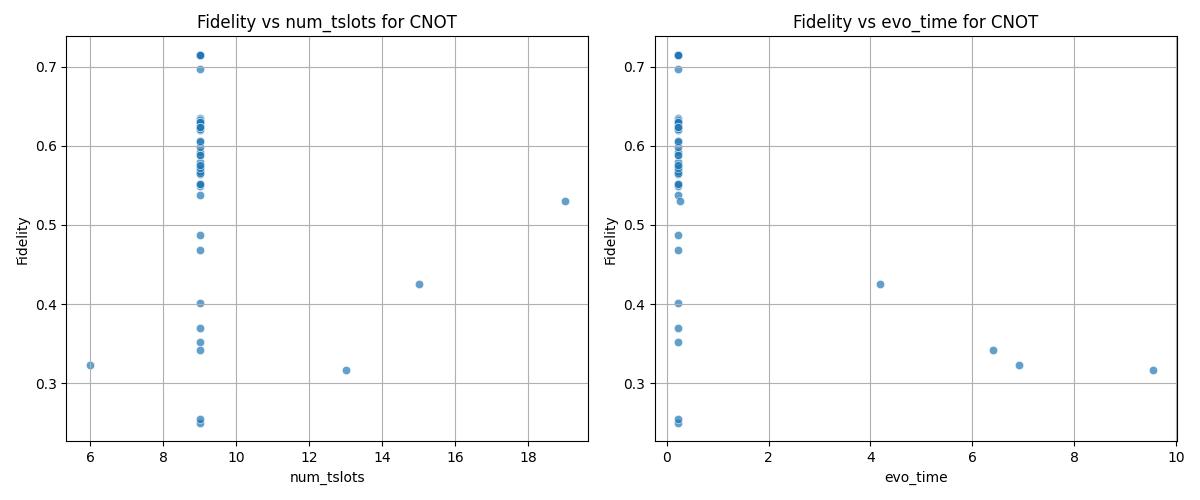 Fidelity vs num_tslots for CNOT
0.7
0.6
0.5
0.4
0.3
Fidelity
6 8 10 12 14 16 18
num_tslots
Fidelity vs evo_time for CNOT
0.7
0.6
0.5
0.4
0.3
Fidelity
0 2 4 6 8 10
evo_time